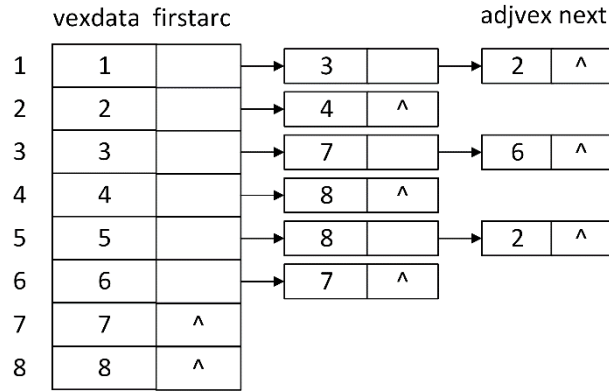 vexdata firstarc adjvex next
1 1 3 2 ^
2 2 4 ^
3 3 7 6 ^
4 4 8 ^
5 5 8 2 ^
6 6 7 ^
7 7 ^
8 8 ^